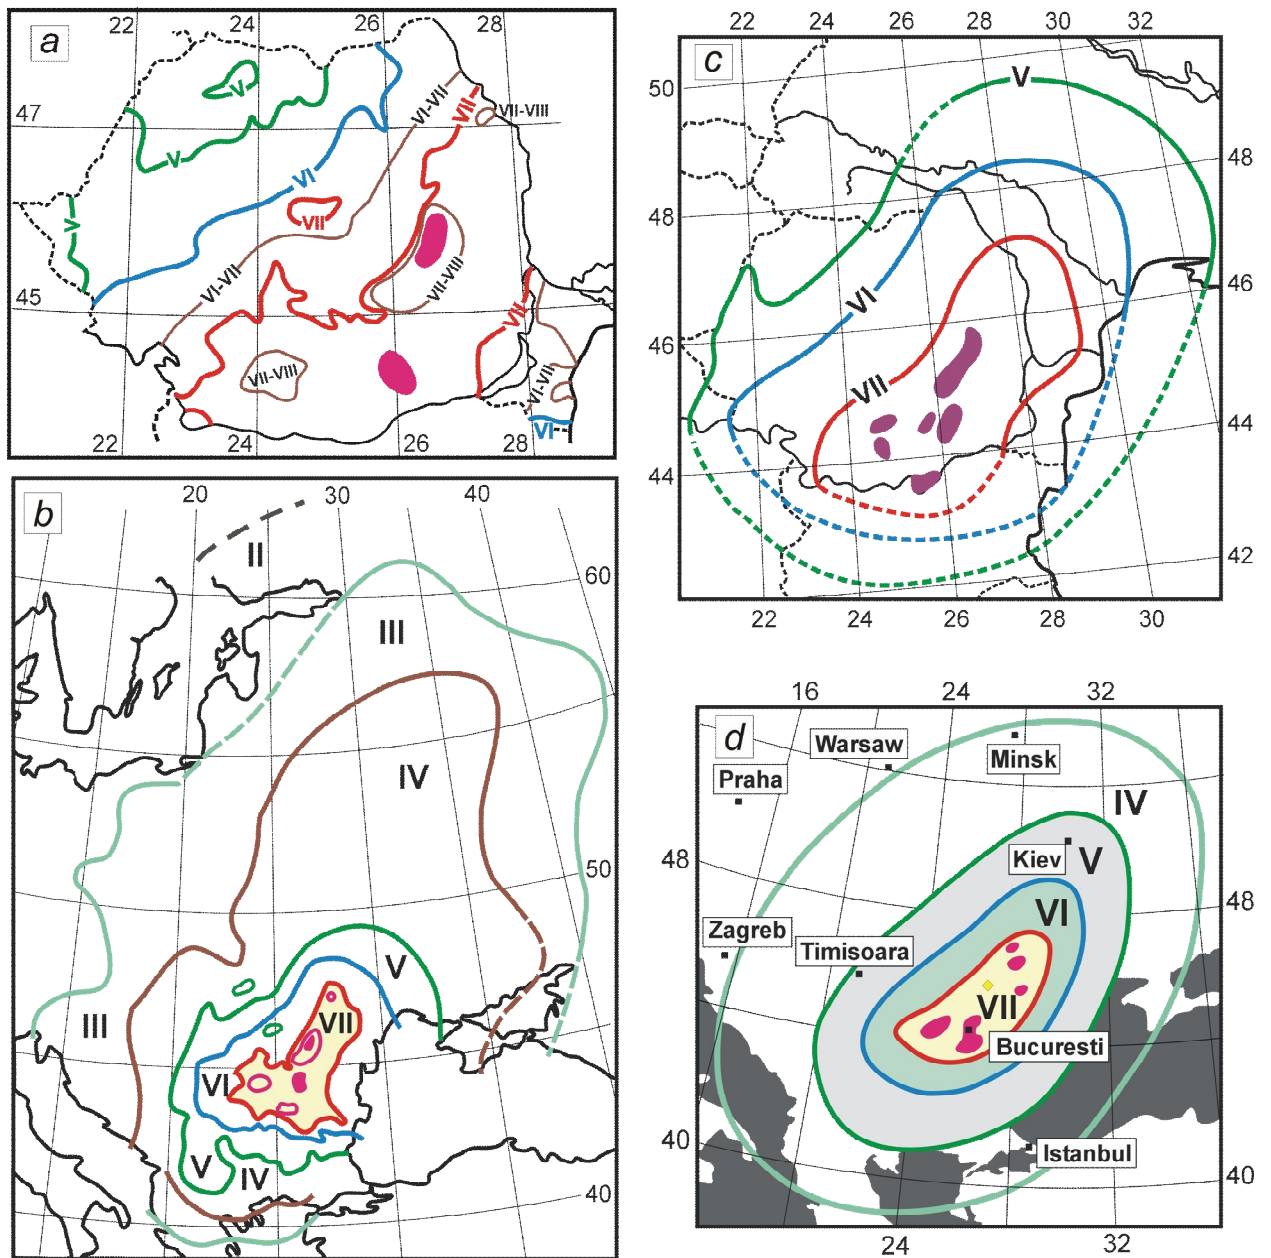 22 24 26 28
a
V
47
VI-VII
VII
VII-VIII
V
VI
V
VII
VI-VII
VII-VIII
45
VII
VII-VIII
VI-VII
VI
22 24 26 28
22 24 26 28 30 32
c
V
50
48
48
VI
46
46
VII
44
44
42
22 24 26 28 30
b
20 30 40
II
60
III
IV
50
V
III
VII
VI
V
IV
40
16 24 32
d
Warsaw
Minsk
Praha
IV
Kiev
V
48
48
VI
Zagreb
Timisoara
VII
Bucuresti
40
Istanbul
40
24 32